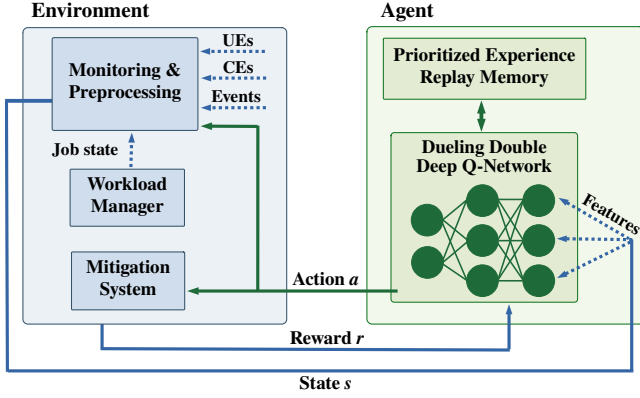 Environment
Monitoring &
Preprocessing
UEs
CEs
Events
Job state
Workload
Manager
Mitigation
System
Agent
Prioritized Experience
Replay Memory
Dueling Double
Deep Q-Network
Features
Action a
Reward r
State s